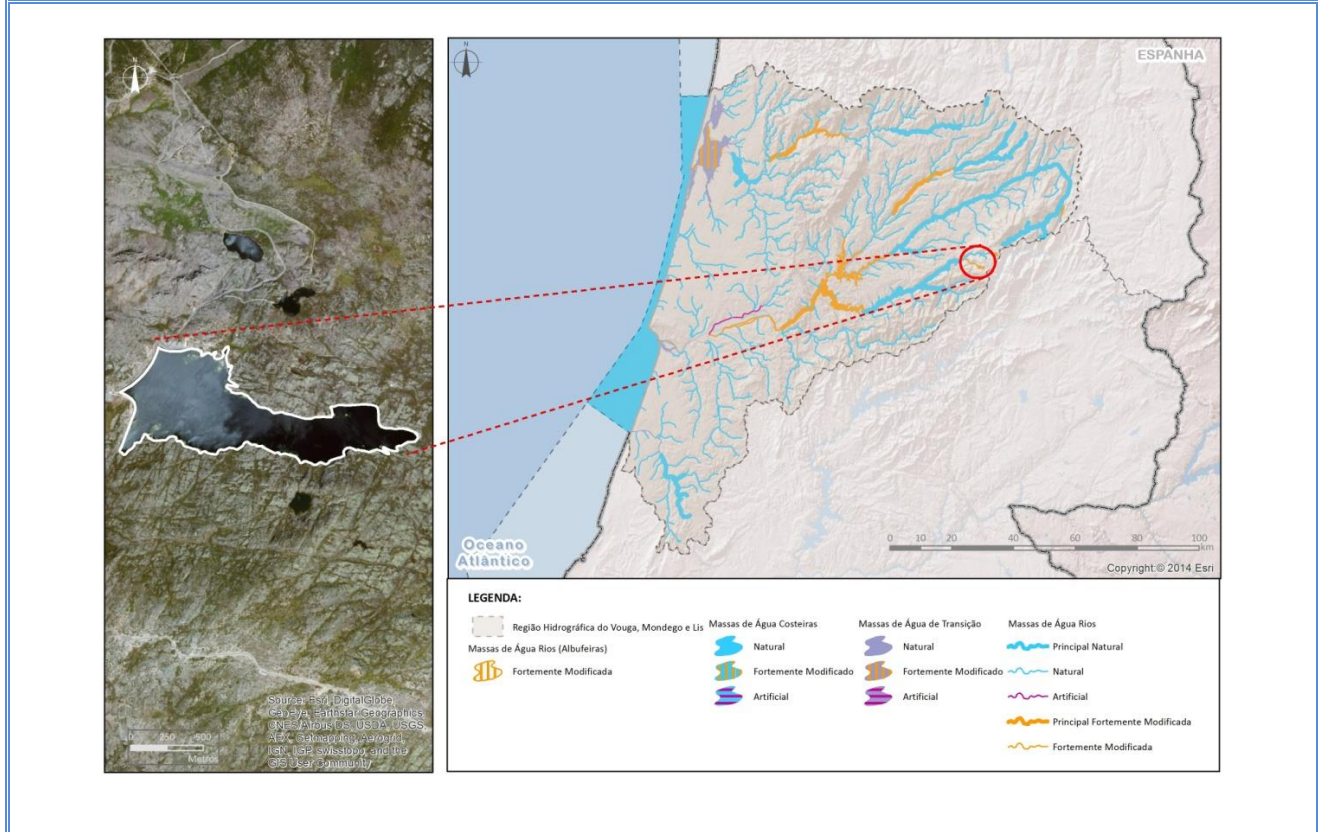 N
Source: Esri, DigitalGlobe,
GeoEye, Earthstar Geographics,
CNES/Airbus DS, USDA, USGS,
AEX, Getmapping, Aerogrid,
IGN, IGP, swisstopo, and the
GIS User Community
0 250 500
Metros
N
ESPANHA
Oceano
Atlântico
0 10 20 40 60 80 100
km
Copyright:© 2014 Esri
LEGENDA:
Região Hidrográfica do Vouga, Mondego e Lis
Massas de Água Rios (Albufeiras)
Fortemente Modificada
Massas de Água Costeiras
Natural
Fortemente Modificado
Artificial
Massas de Água de Transição
Natural
Fortemente Modificado
Artificial
Massas de Água Rios
Principal Natural
Natural
Artificial
Principal Fortemente Modificada
Fortemente Modificada